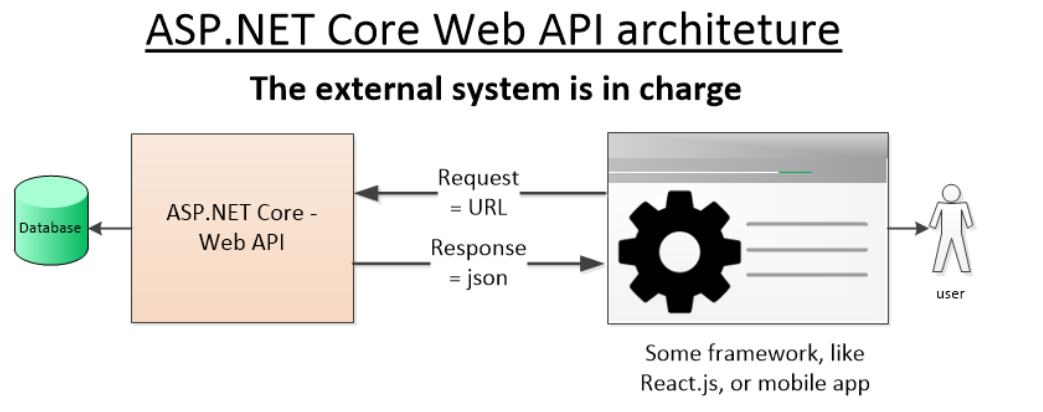 ASP.NET Core Web API architeture
The external system is in charge
Database
ASP.NET Core -
Web API
Request
= URL
Response
= json
user
Some framework, like
React.js, or mobile app